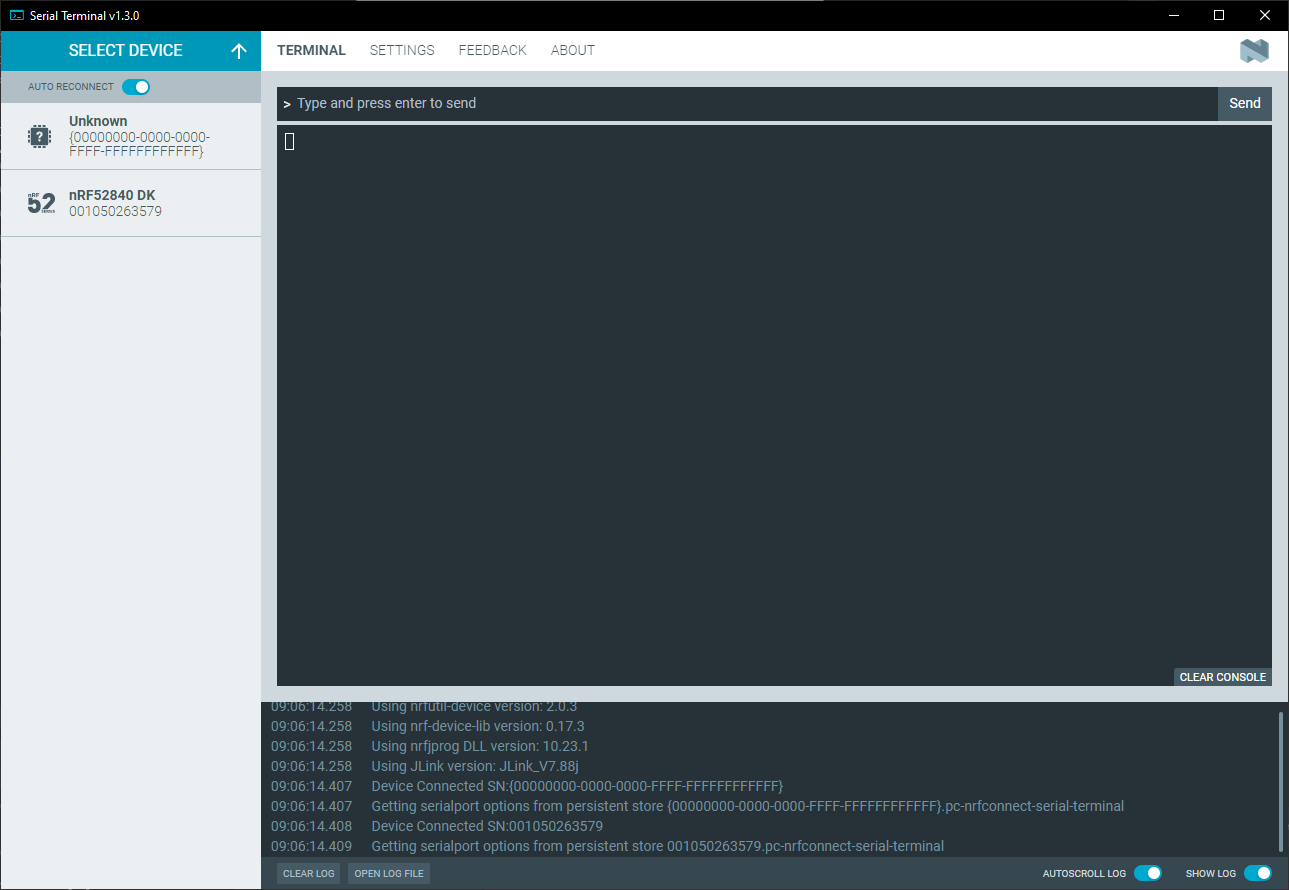 Serial Terminal v1.3.0
SELECT DEVICE
TERMINAL SETTINGS FEEDBACK ABOUT
AUTO RECONNECT
Unknown
{00000000-0000-0000-
FFFF-FFFFFFFFFFFF}
nRF
52
SERIES
nRF52840 DK
001050263579
> Type and press enter to send
Send
CLEAR CONSOLE
09:06:14.258 Using nrfutil-device version: 2.0.3
09:06:14.258 Using nrf-device-lib version: 0.17.3
09:06:14.258 Using nrfjprog DLL version: 10.23.1
09:06:14.258 Using JLink version: JLink_V7.88j
09:06:14.407 Device Connected SN:{00000000-0000-0000-FFFF-FFFFFFFFFFFF}
09:06:14.407 Getting serialport options from persistent store {00000000-0000-0000-FFFF-FFFFFFFFFFFF}.pc-nrfconnect-serial-terminal
09:06:14.408 Device Connected SN:001050263579
09:06:14.409 Getting serialport options from persistent store 001050263579.pc-nrfconnect-serial-terminal
CLEAR LOG OPEN LOG FILE AUTOSCROLL LOG SHOW LOG